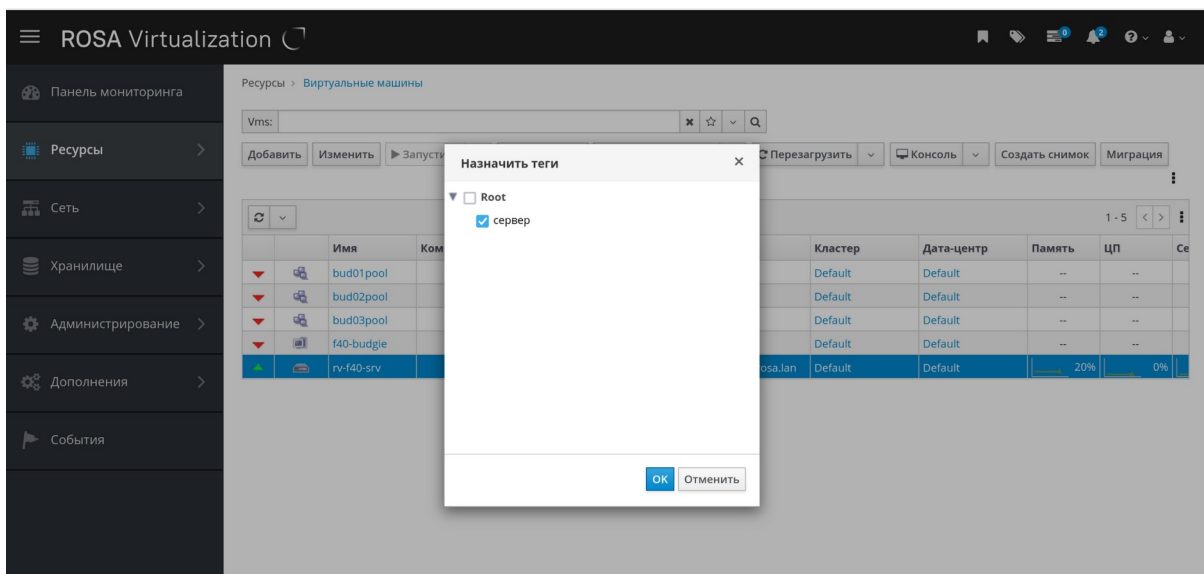 ROSA Virtualization
0
2
Панель мониторинга
Ресурсы
Сеть
Хранилище
Администрирование
Дополнения
События
Ресурсы > Виртуальные машины
Vms:
Добавить Изменить Запусти Перезагрузить Консоль Создать снимок Миграция
Назначить теги
Root
сервер
OK Отменить
1 - 5
Имя Ком Кластер Дата-центр Память ЦП Се
bud01pool Default Default -- --
bud02pool Default Default -- --
bud03pool Default Default -- --
f40-budgie Default Default -- --
rv-f40-srv osa.lan Default Default 20% 0%